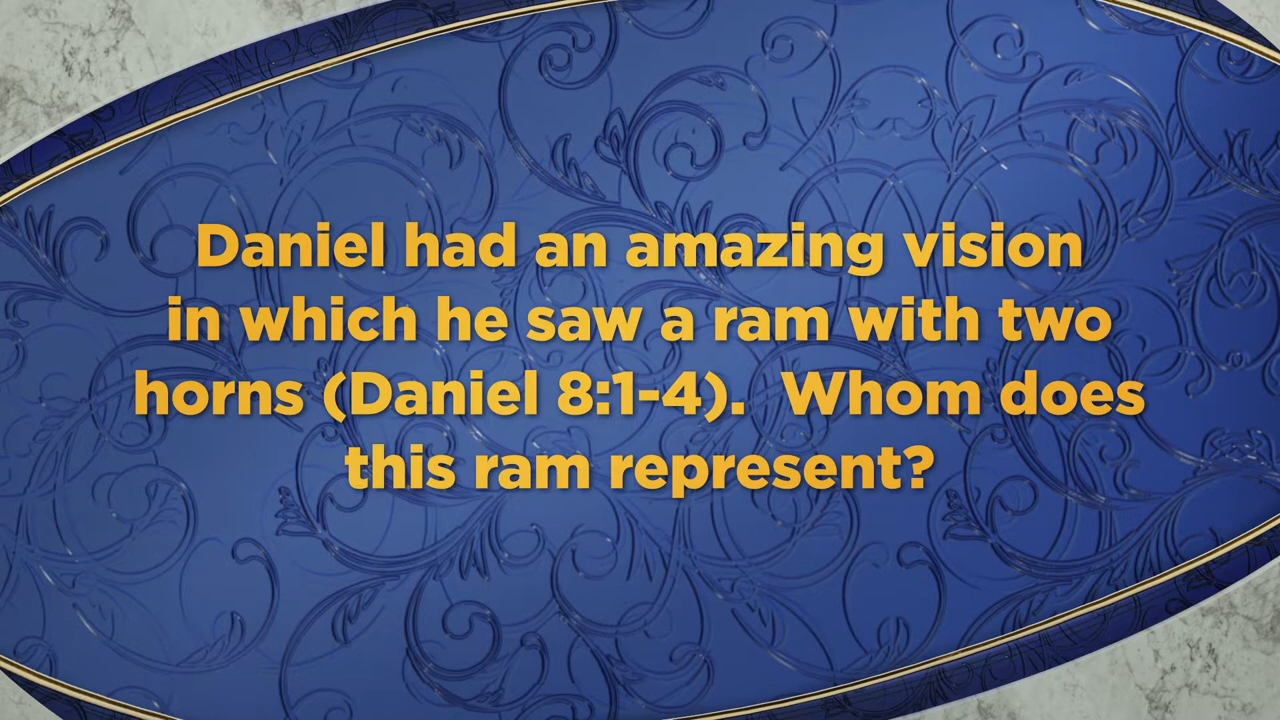 Daniel had an amazing vision
in which he saw a ram with two
horns (Daniel 8:1-4).  Whom does
this ram represent?